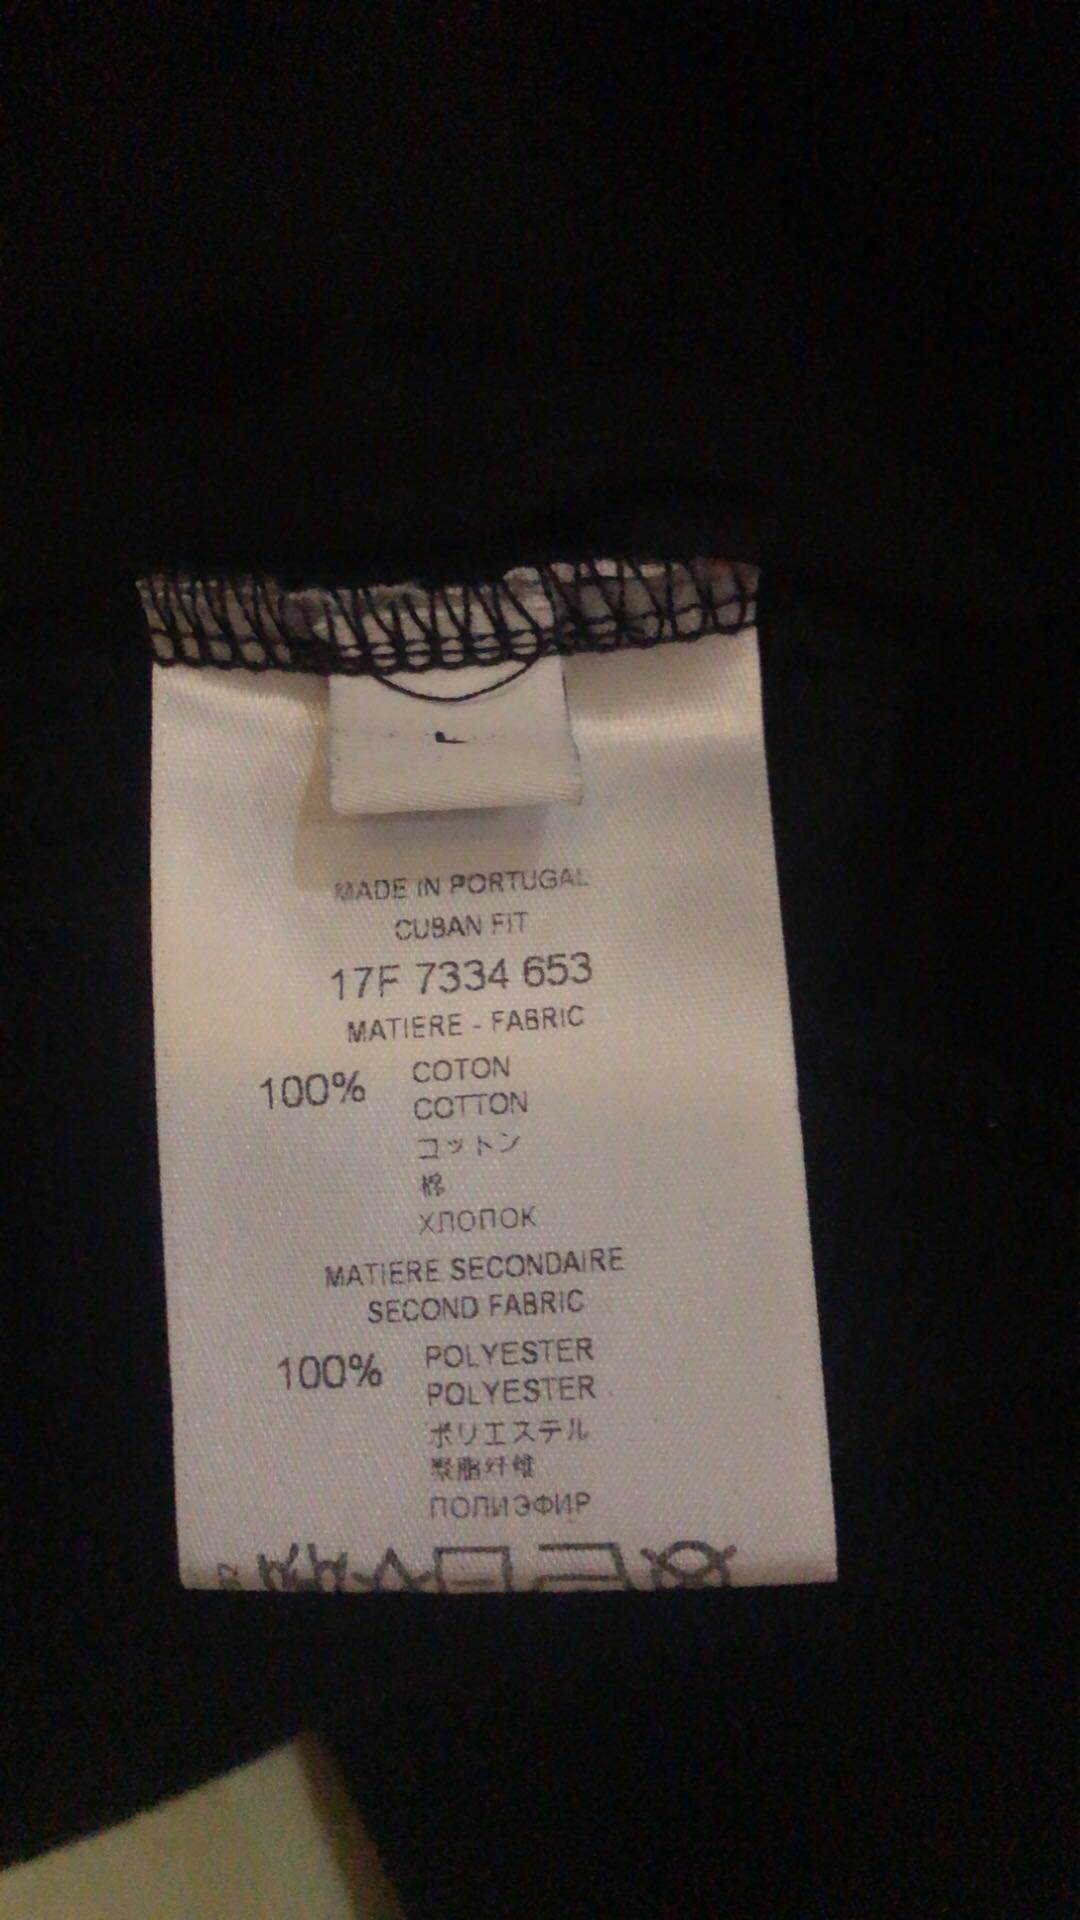 L
MADE IN PORTUGAL
CUBAN FIT
17F 7334 653
MATIERE - FABRIC
100% COTON
COTTON
コットン
棉
ХЛОПОК
MATIERE SECONDAIRE
SECOND FABRIC
100% POLYESTER
POLYESTER
ポリエステル
聚脂纤维
ПОЛИЭФИР